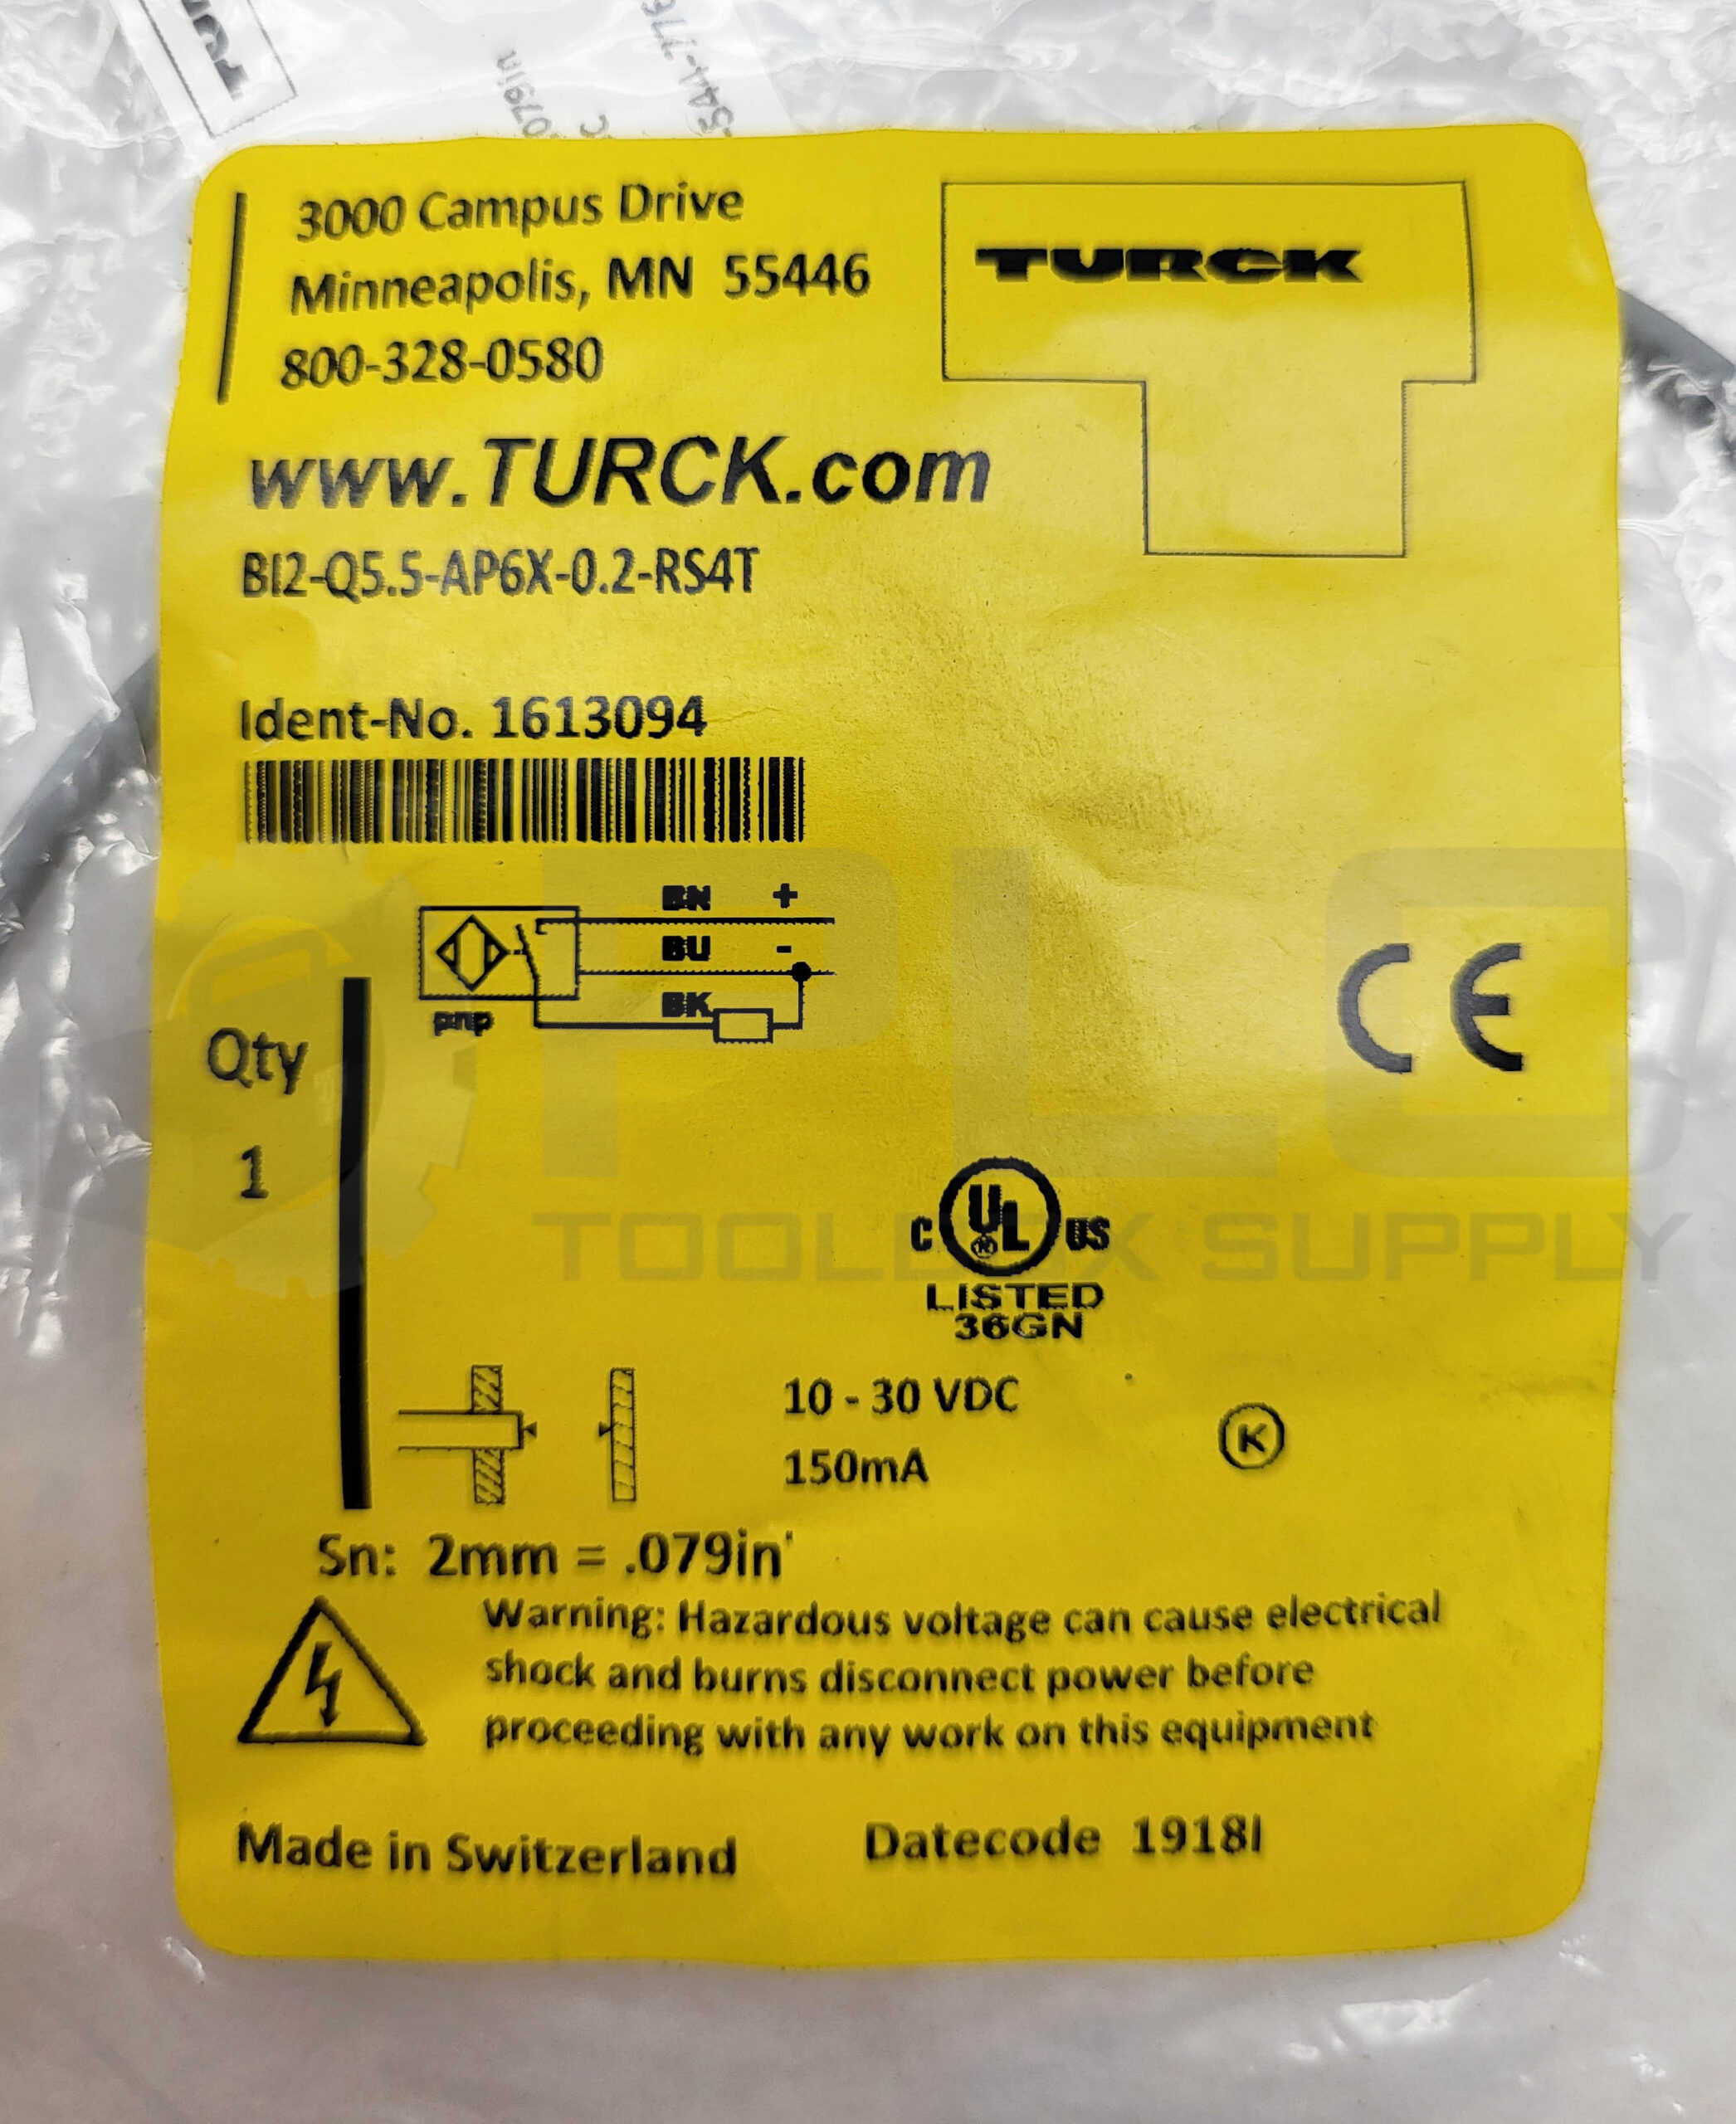 3000 Campus Drive
Minneapolis, MN 55446
800-328-0580
TURCK
www.TURCK.com
BI2-Q5.5-AP6X-0.2-RS4T
Ident-No. 1613094
BN +
BU -
BK
pnp
CE
Qty
1
PLC
TOOLBOX SUPPLY
C UL US
®
LISTED
36GN
10 - 30 VDC
150mA
K
Sn: 2mm = .079in
Warning: Hazardous voltage can cause electrical
shock and burns disconnect power before
proceeding with any work on this equipment
Made in Switzerland
Datecode 1918I